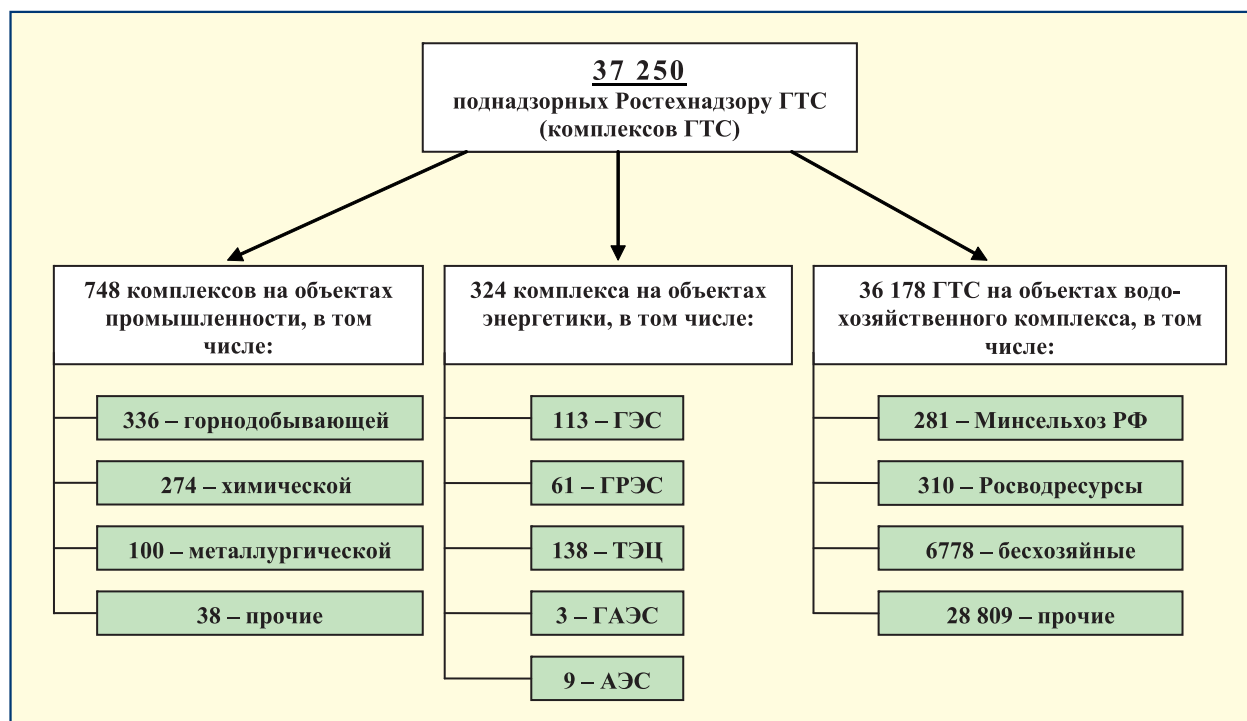 37 250
поднадзорных Ростехнадзору ГТС
(комплексов ГТС)
748 комплексов на объектах
промышленности, в том
числе:
336 – горнодобывающей
274 – химической
100 – металлургической
38 – прочие
324 комплекса на объектах
энергетики, в том числе:
113 – ГЭС
61 – ГРЭС
138 – ТЭЦ
3 – ГАЭС
9 – АЭС
36 178 ГТС на объектах водо-
хозяйственного комплекса, в том
числе:
281 – Минсельхоз РФ
310 – Росводресурсы
6778 – бесхозяйные
28 809 – прочие